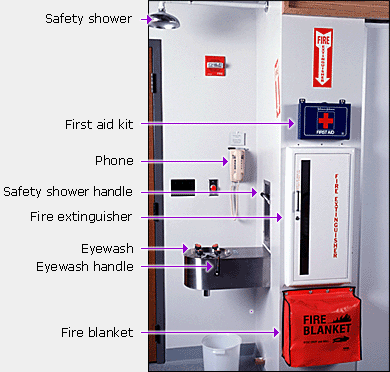 Safety shower
FIRE
EXTINGUISHER
First aid kit
FIRST AID
Phone
Safety shower handle
Fire extinguisher
FIRE EXTINGUISHER
Eyewash
Eyewash handle
Fire blanket
FIRE
BLANKET